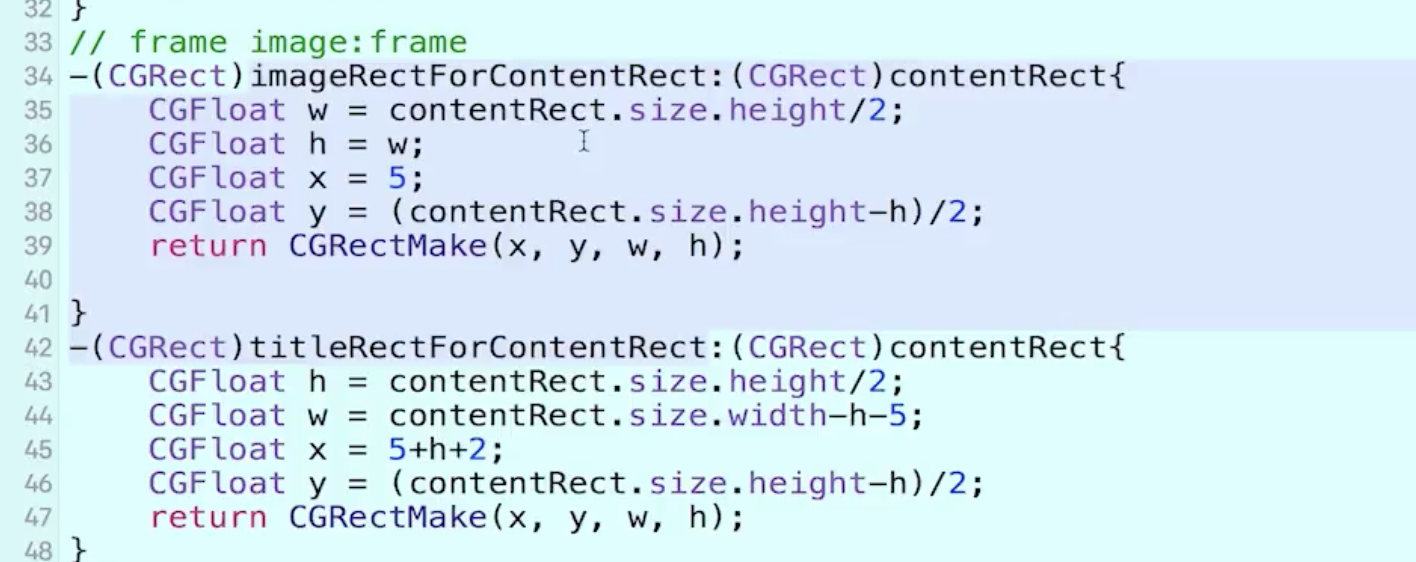 32 }
33 // frame image:frame
34 -(CGRect)imageRectForContentRect:(CGRect)contentRect{
35     CGFloat w = contentRect.size.height/2;
36     CGFloat h = w;
37     CGFloat x = 5;
38     CGFloat y = (contentRect.size.height-h)/2;
39     return CGRectMake(x, y, w, h);
40
41 }
42 -(CGRect)titleRectForContentRect:(CGRect)contentRect{
43     CGFloat h = contentRect.size.height/2;
44     CGFloat w = contentRect.size.width-h-5;
45     CGFloat x = 5+h+2;
46     CGFloat y = (contentRect.size.height-h)/2;
47     return CGRectMake(x, y, w, h);
48 }